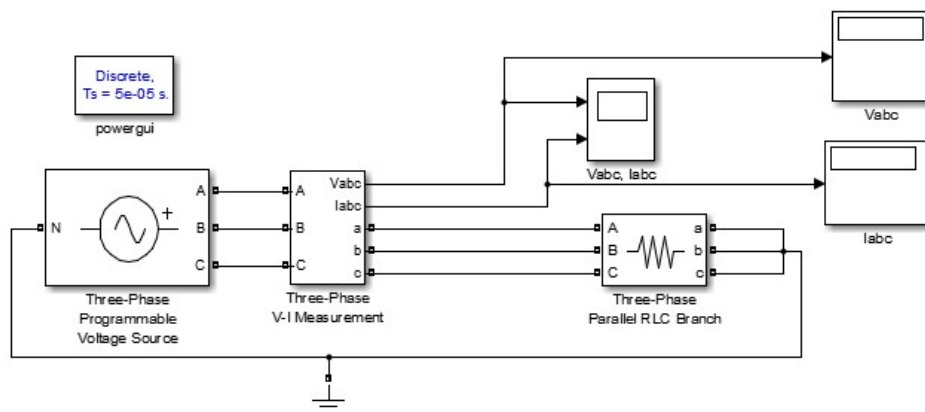 Discrete,
Ts = 5e-05 s.
powergui
Vabc
Vabc, Iabc
Iabc
N
+
A
B
C
Three-Phase
Programmable
Voltage Source
A
B
C
Vabc
Iabc
a
b
c
Three-Phase
V-I Measurement
A
B
C
a
b
c
Three-Phase
Parallel RLC Branch